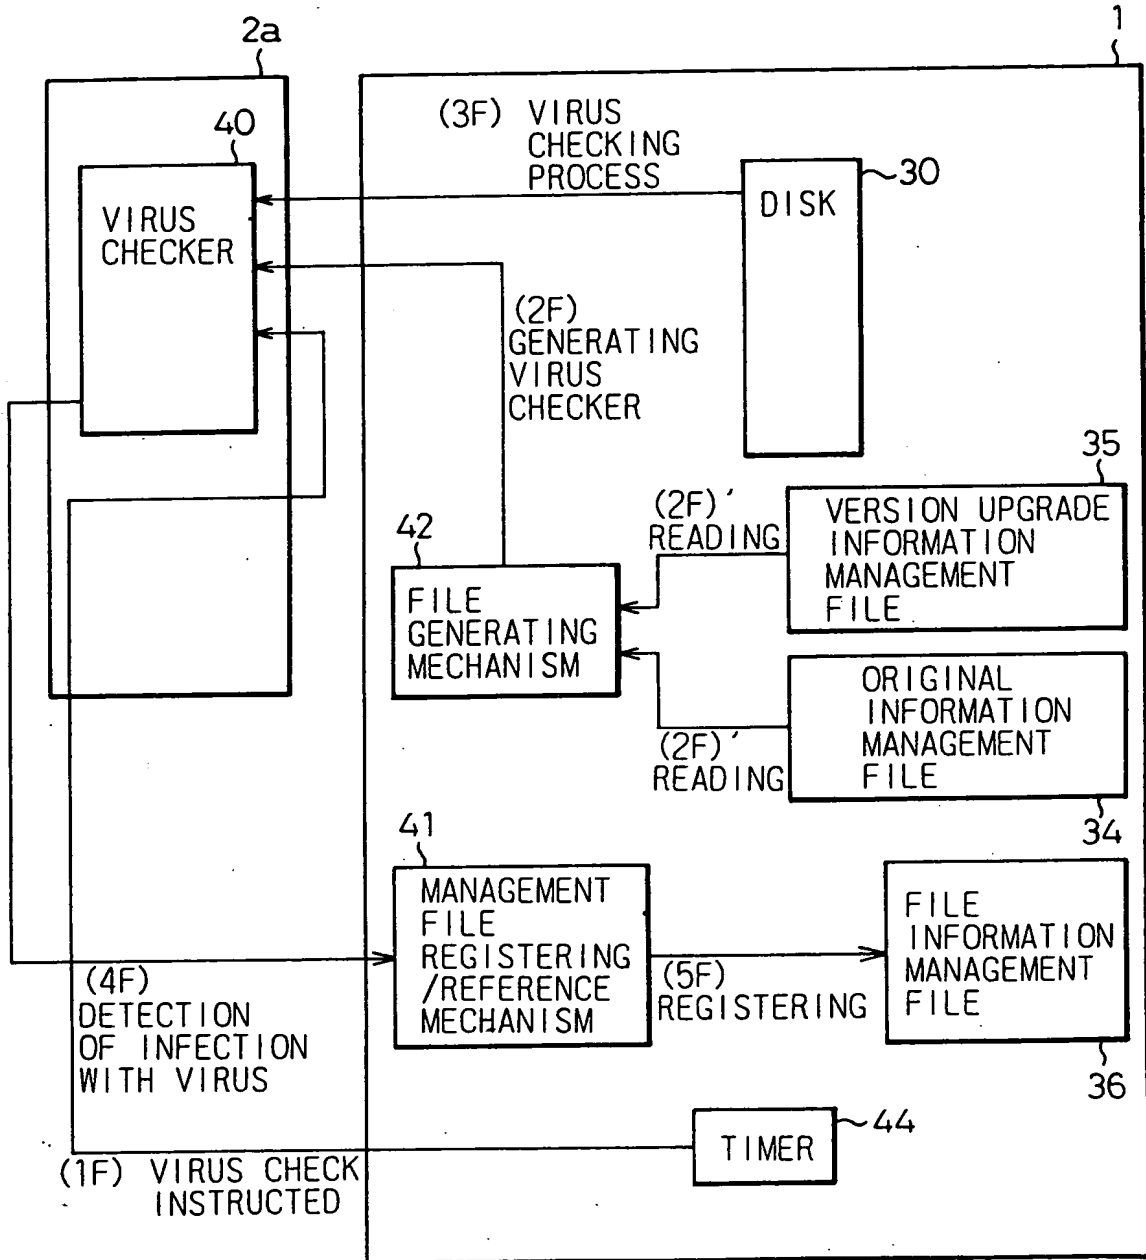 2a
1
40
(3F) VIRUS
CHECKING
PROCESS
30
DISK
VIRUS
CHECKER
(2F)
GENERATING
VIRUS
CHECKER
35
(2F)'
READING
VERSION UPGRADE
INFORMATION
MANAGEMENT
FILE
42
FILE
GENERATING
MECHANISM
ORIGINAL
INFORMATION
MANAGEMENT
FILE
(2F)'
READING
34
41
MANAGEMENT
FILE
REGISTERING
/REFERENCE
MECHANISM
FILE
INFORMATION
MANAGEMENT
FILE
(5F)
REGISTERING
(4F)
DETECTION
OF INFECTION
WITH VIRUS
36
44
TIMER
(1F) VIRUS CHECK
INSTRUCTED